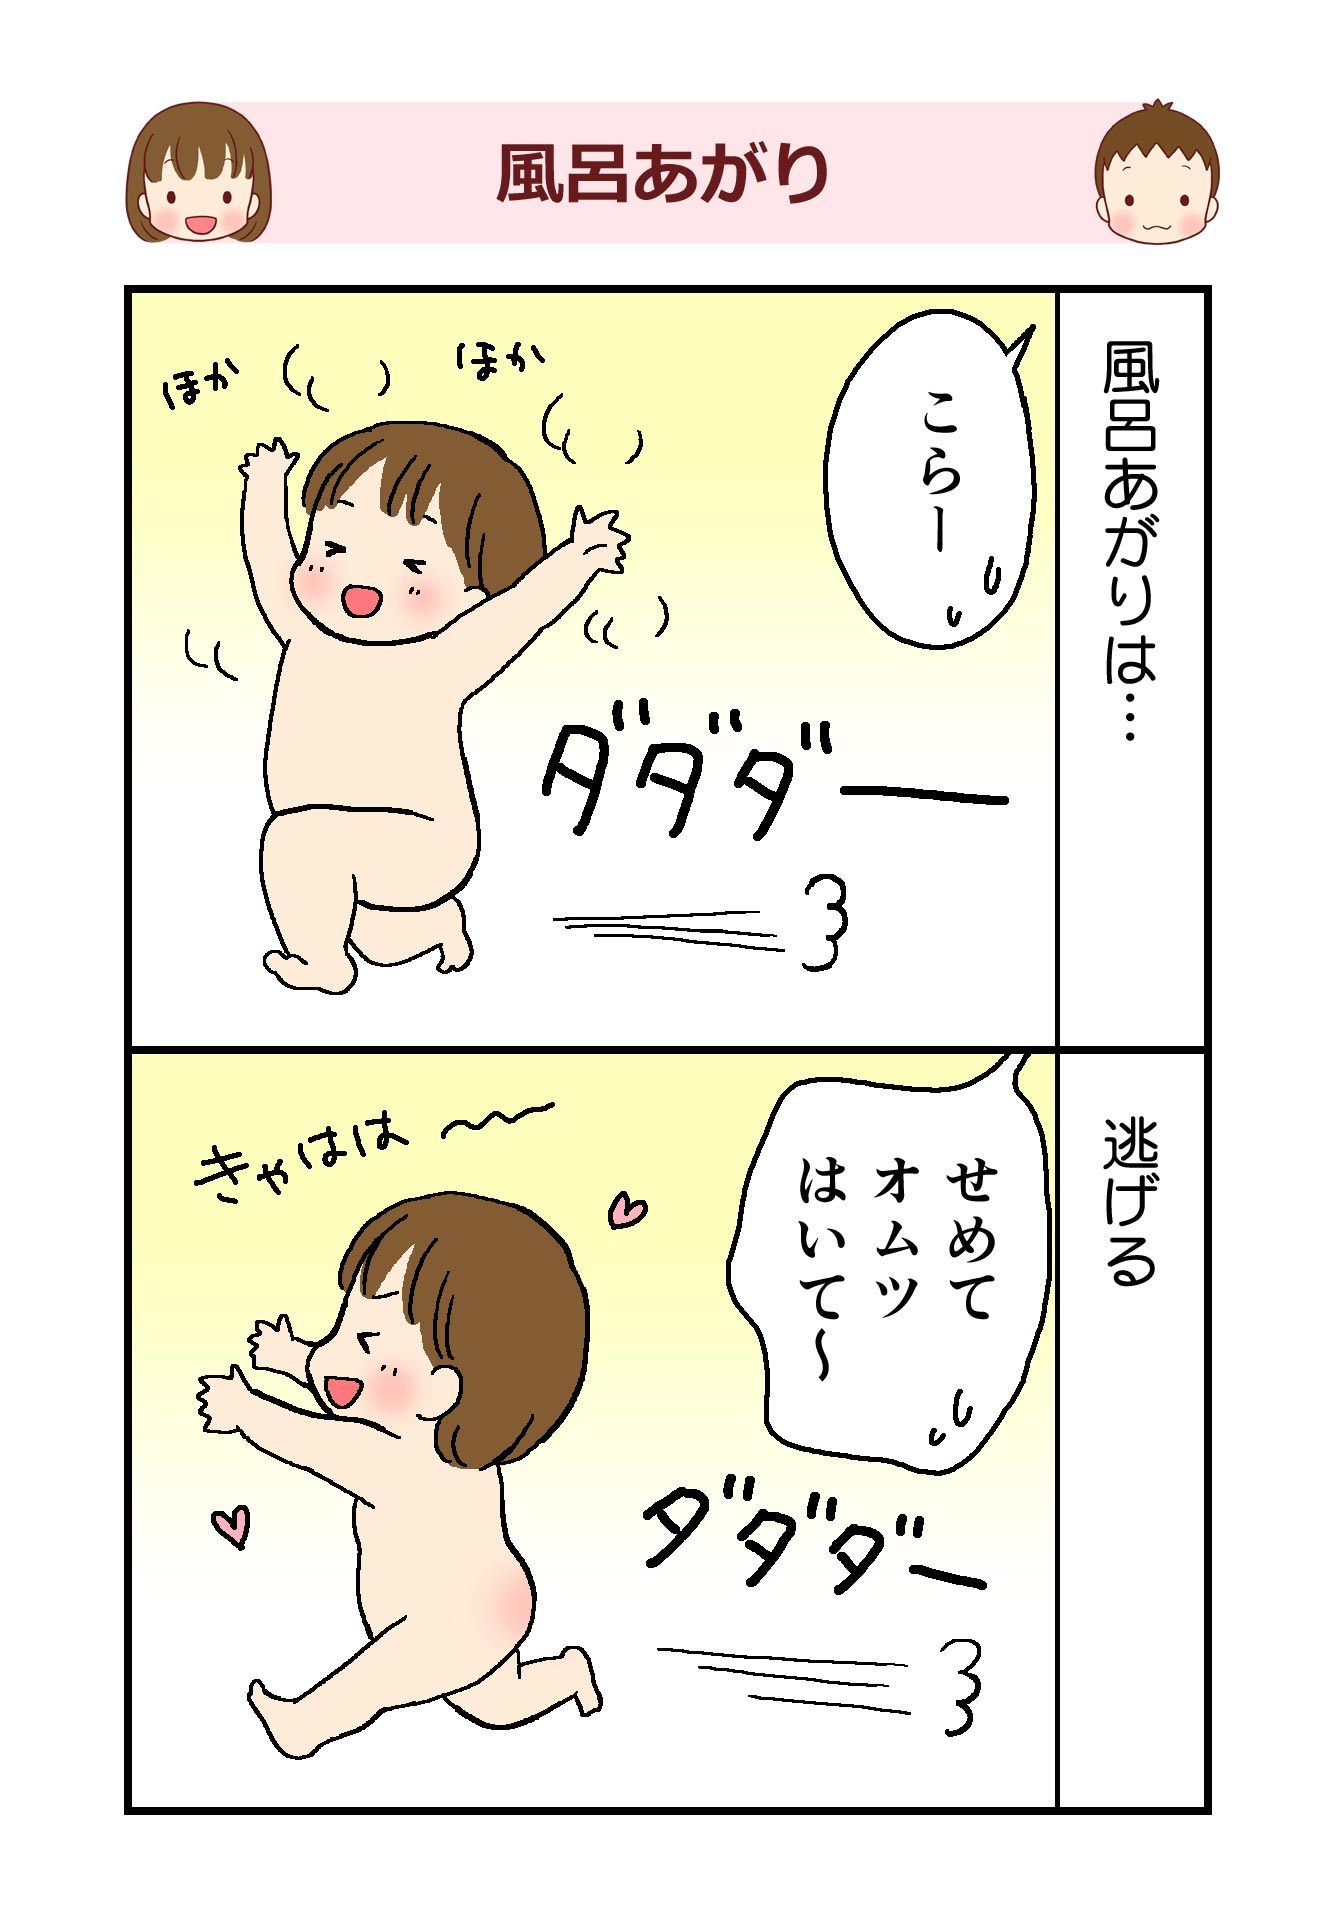 風呂あがり
風呂あがりは…
こらー
ほか
ほか
ダダダー
逃げる
せめて
オムツ
はいて～
きゃはは～
ダダダー